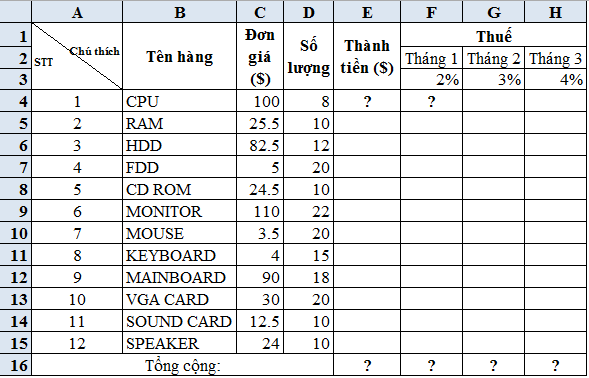 A B C D E F G H
1 STT Chú thích Tên hàng Đơn giá ($) Số lượng Thành tiền ($) Thuế
2 Tháng 1 Tháng 2 Tháng 3
3 2% 3% 4%
4 1 CPU 100 8 ? ?
5 2 RAM 25.5 10
6 3 HDD 82.5 12
7 4 FDD 5 20
8 5 CD ROM 24.5 10
9 6 MONITOR 110 22
10 7 MOUSE 3.5 20
11 8 KEYBOARD 4 15
12 9 MAINBOARD 90 18
13 10 VGA CARD 30 20
14 11 SOUND CARD 12.5 10
15 12 SPEAKER 24 10
16 Tổng cộng: ? ? ? ?